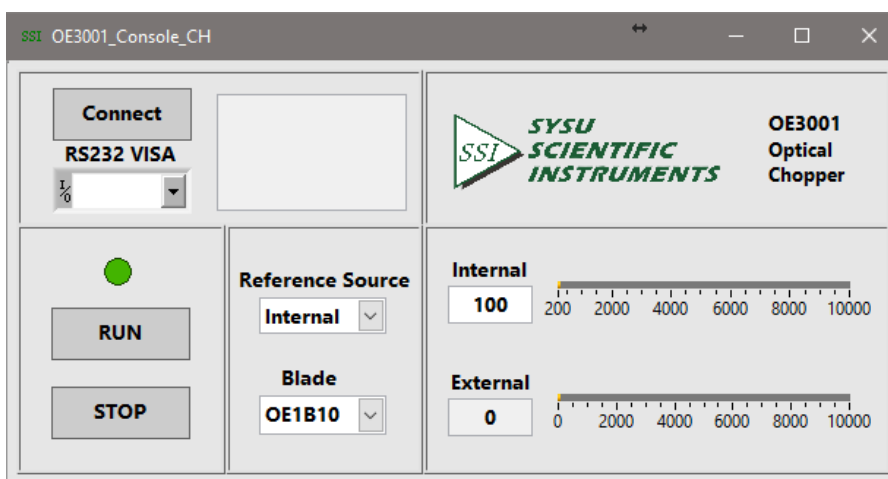 SSI OE3001_Console_CH
Connect
RS232 VISA
I/O
SSI
SYSU
SCIENTIFIC
INSTRUMENTS
OE3001
Optical
Chopper
RUN
STOP
Reference Source
Internal
Blade
OE1B10
Internal
100
200 2000 4000 6000 8000 10000
External
0
0 2000 4000 6000 8000 10000